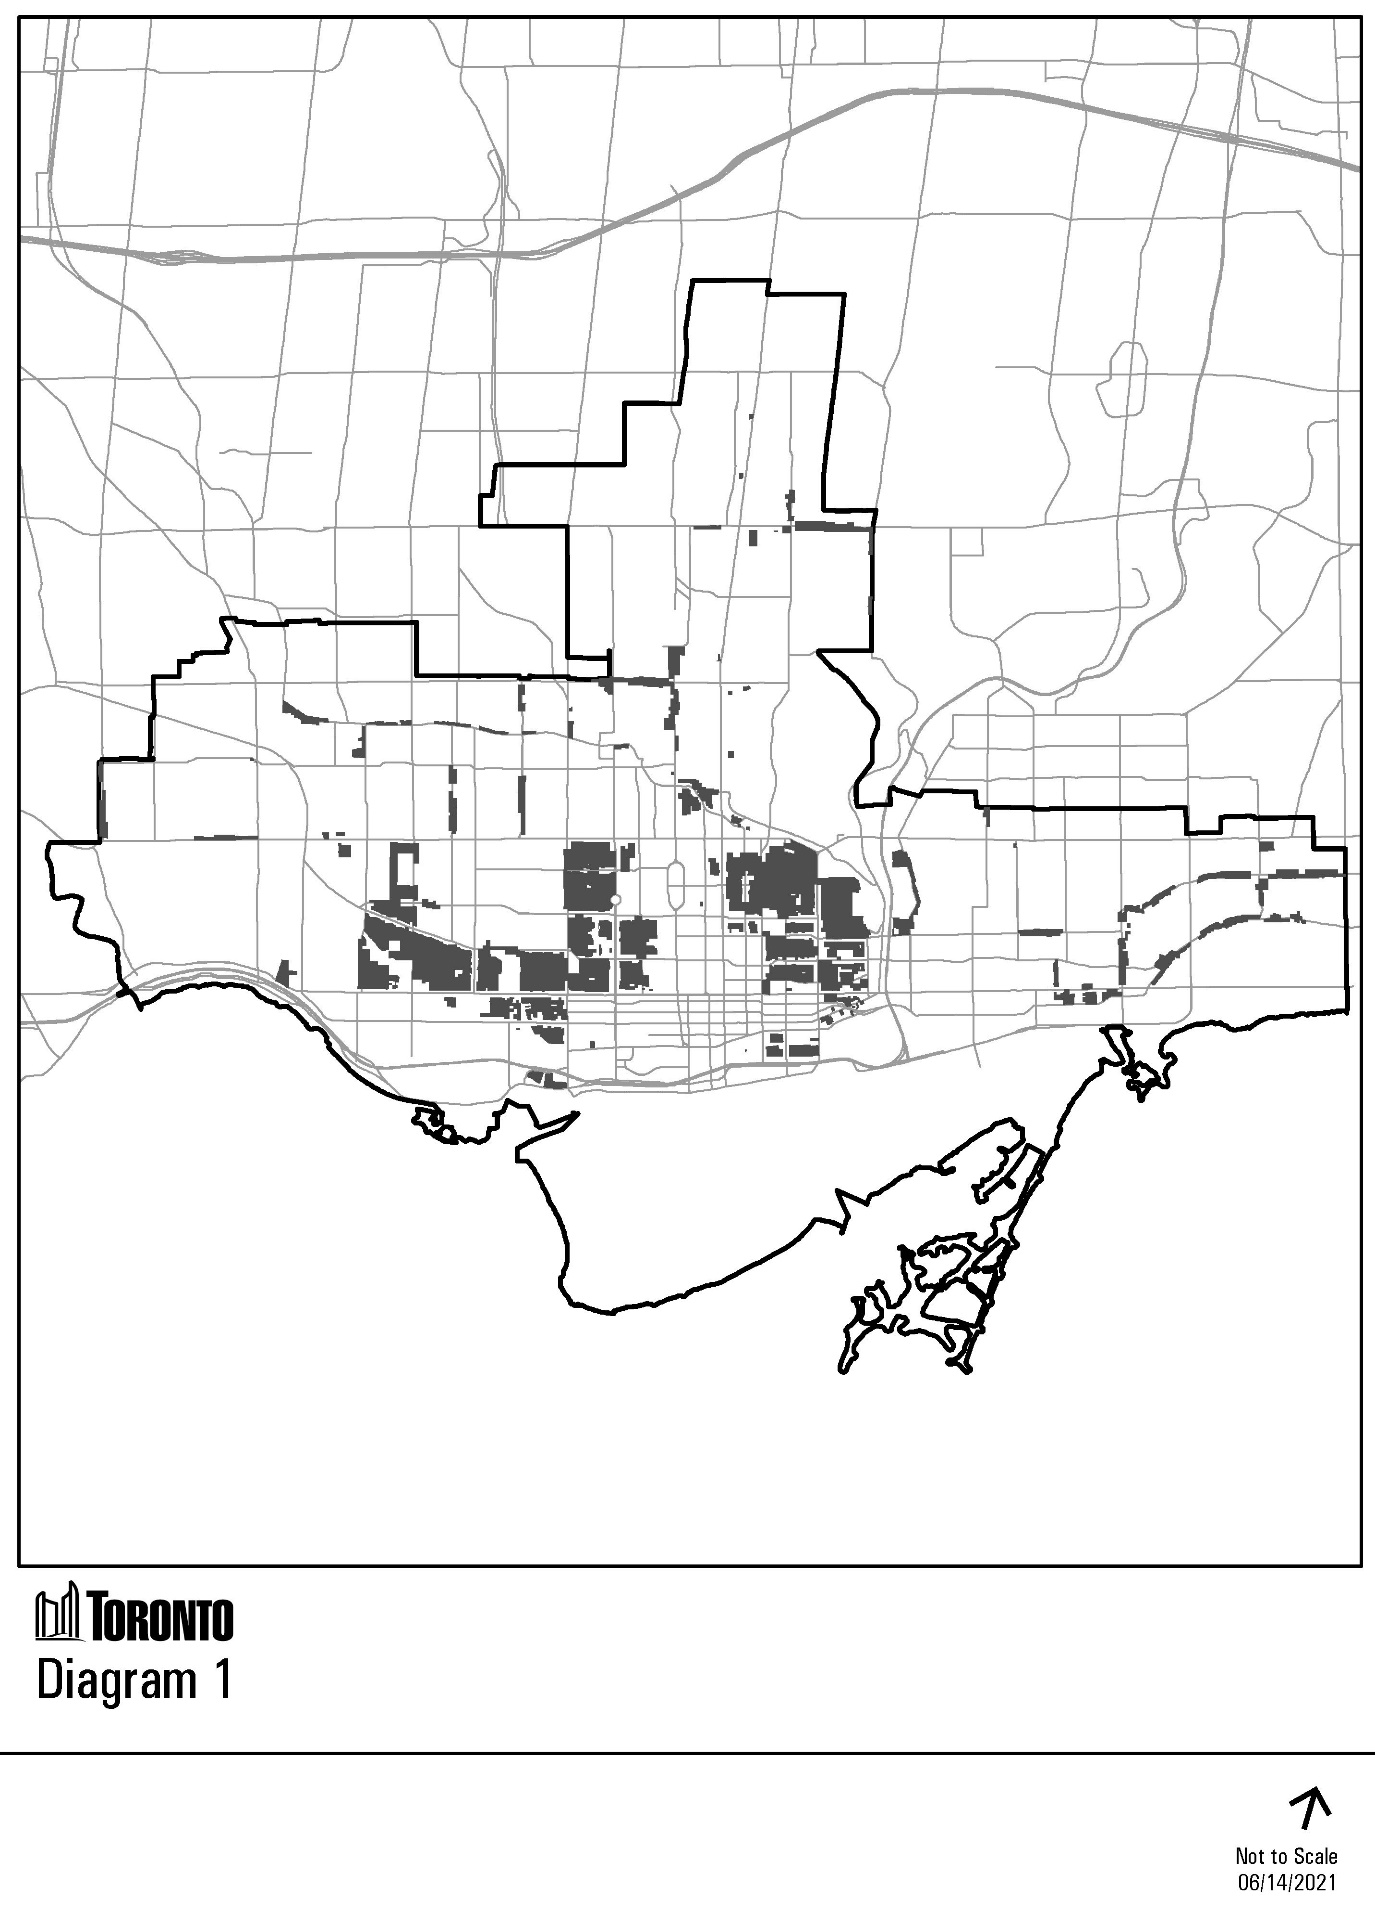 TORONTO
Diagram 1
Not to Scale
06/14/2021